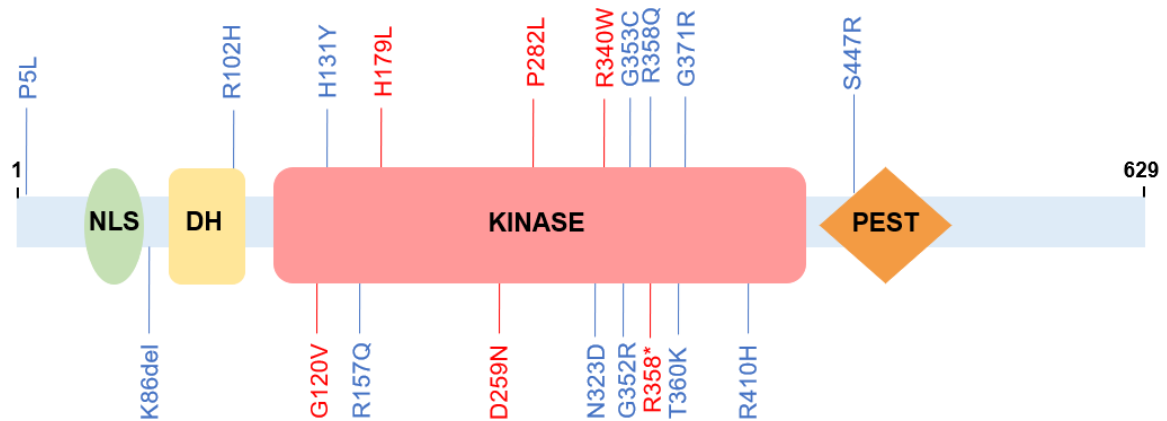 P5L
R102H
H131Y
H179L
P282L
R340W
G353C
R358Q
G371R
S447R
1
629
NLS
DH
KINASE
PEST
K86del
G120V
R157Q
D259N
N323D
G352R
R358*
T360K
R410H